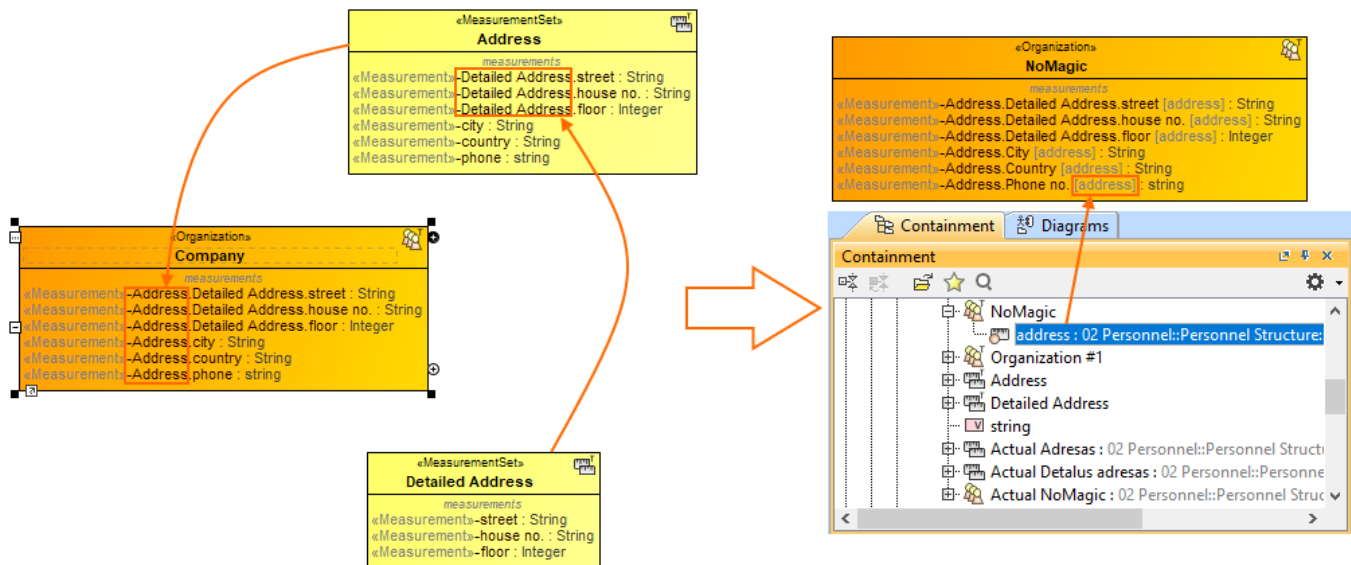 «MeasurementSet»
Address
measurements
«Measurement»-Detailed Address.street : String
«Measurement»-Detailed Address.house no. : String
«Measurement»-Detailed Address.floor : Integer
«Measurement»-city : String
«Measurement»-country : String
«Measurement»-phone : string
«Organization»
Company
measurements
«Measurement»-Address.Detailed Address.street : String
«Measurement»-Address.Detailed Address.house no. : String
«Measurement»-Address.Detailed Address.floor : Integer
«Measurement»-Address.city : String
«Measurement»-Address.country : String
«Measurement»-Address.phone : string
«MeasurementSet»
Detailed Address
measurements
«Measurement»-street : String
«Measurement»-house no. : String
«Measurement»-floor : Integer
«Organization»
NoMagic
measurements
«Measurement»-Address.Detailed Address.street [address] : String
«Measurement»-Address.Detailed Address.house no. [address] : String
«Measurement»-Address.Detailed Address.floor [address] : Integer
«Measurement»-Address.City [address] : String
«Measurement»-Address.Country [address] : String
«Measurement»-Address.Phone no. [address] : string
Containment Diagrams
Containment
NoMagic
address : 02 Personnel::Personnel Structure:
Organization #1
Address
Detailed Address
V string
Actual Adresas : 02 Personnel::Personnel Struct
Actual Detalus adresas : 02 Personnel::Personne
Actual NoMagic : 02 Personnel::Personnel Struc